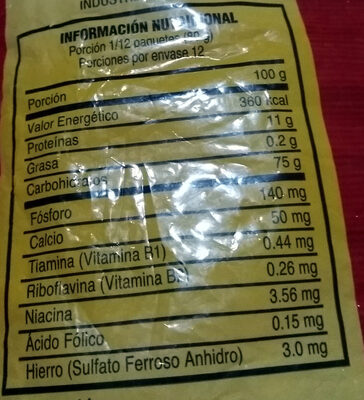 INFORMACIÓN NUTRICIONAL
Porción 1/12 paquetes (80 g)
Porciones por envase 12
Porción 100 g
Valor Energético 360 kcal
Proteínas 11 g
Grasa 0.2 g
Carbohidratos 75 g
Fósforo 140 mg
Calcio 50 mg
Tiamina (Vitamina B1) 0.44 mg
Riboflavina (Vitamina 0.26 mg
Niacina 3.56 mg
Ácido Fólico 0.15 mg
Hierro (Sulfato Ferroso Anhidro) 3.0 mg